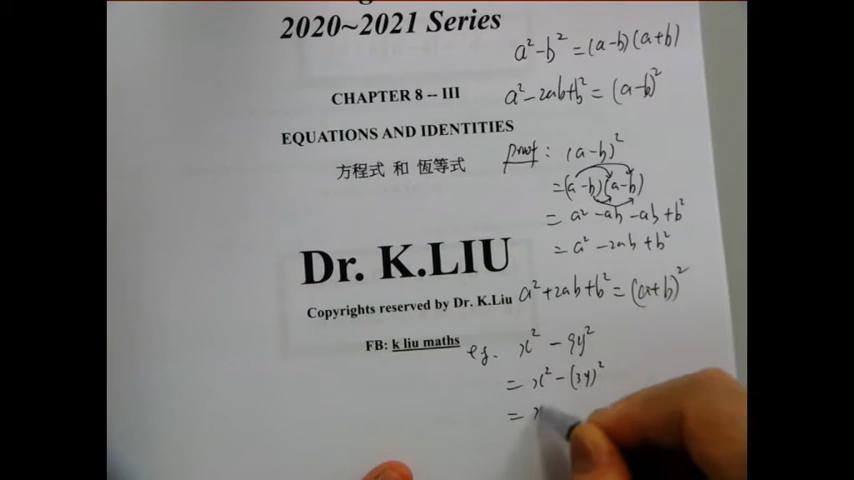 2020~2021 Series
CHAPTER 8 -- III
EQUATIONS AND IDENTITIES
方程式 和 恆等式
Dr. K.LIU
Copyrights reserved by Dr. K.Liu
FB: k liu maths
a² - b² = (a-b)(a+b)
a² - 2ab + b² = (a-b)²
proof: (a-b)²
= (a-b)(a-b)
= a² - ab - ab + b²
= a² - 2ab + b²
a² + 2ab + b² = (a+b)²
eg. x² - 9y²
= x² - (3y)²
= x